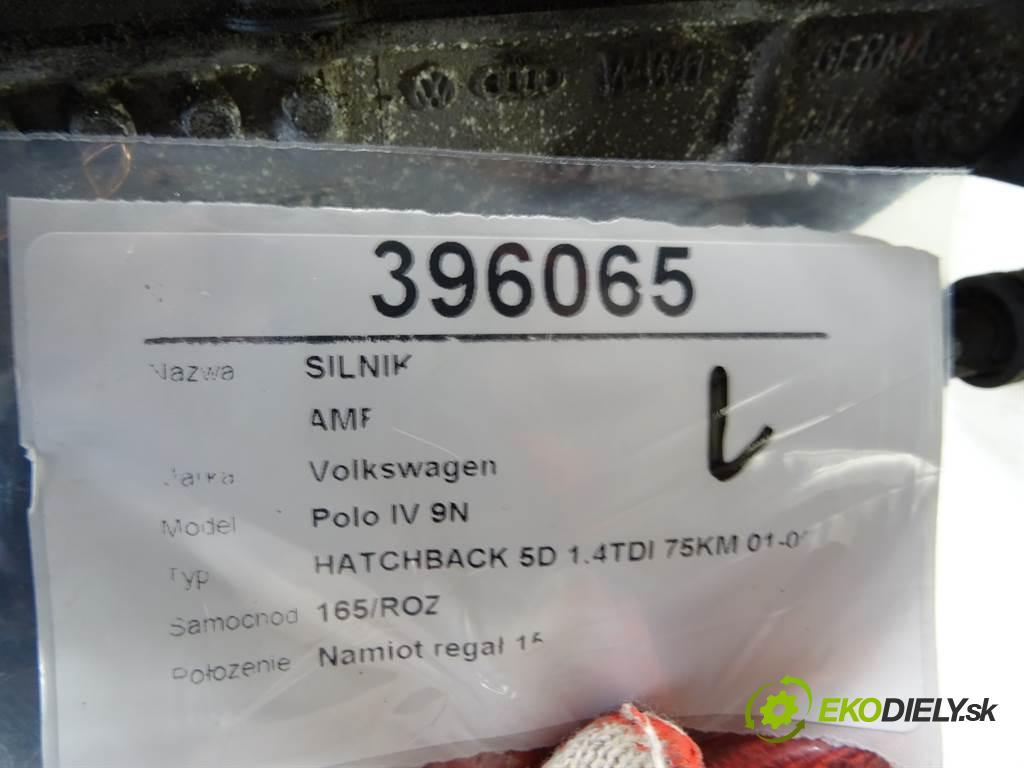 396065
Nazwa SILNIK
AMF
Marka Volkswagen
Model Polo IV 9N
Typ HATCHBACK 5D 1.4TDI 75KM 01-0
Samochód 165/ROZ
Położenie Namiot regał 15
EKODIELY.sk